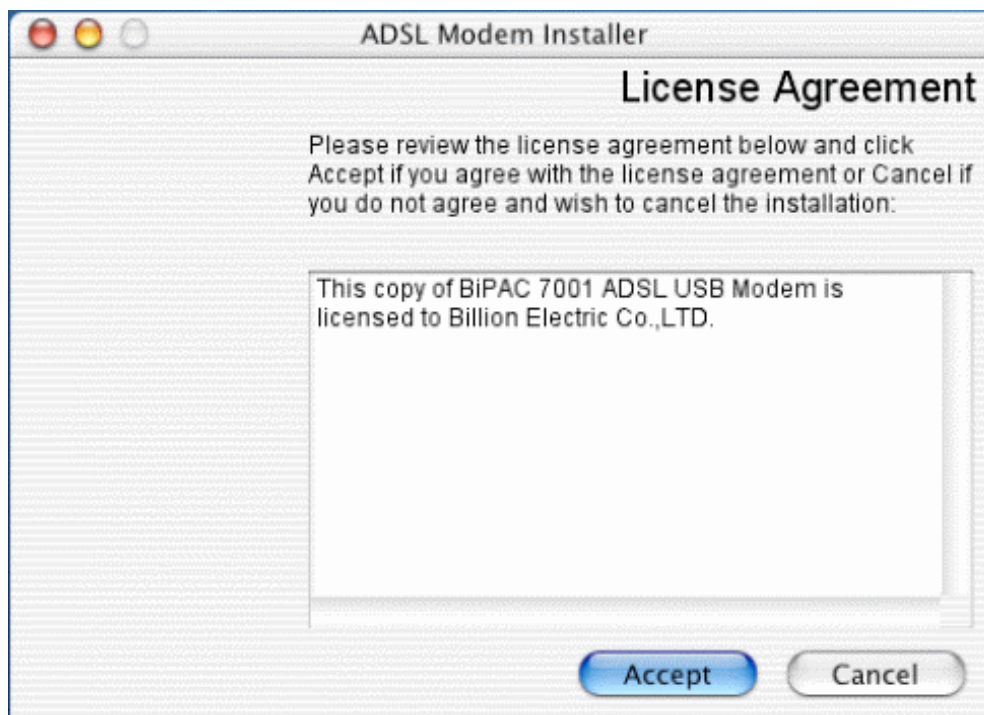 ADSL Modem Installer
License Agreement
Please review the license agreement below and click
Accept if you agree with the license agreement or Cancel if
you do not agree and wish to cancel the installation:
This copy of BiPAC 7001 ADSL USB Modem is
licensed to Billion Electric Co.,LTD.
Accept
Cancel